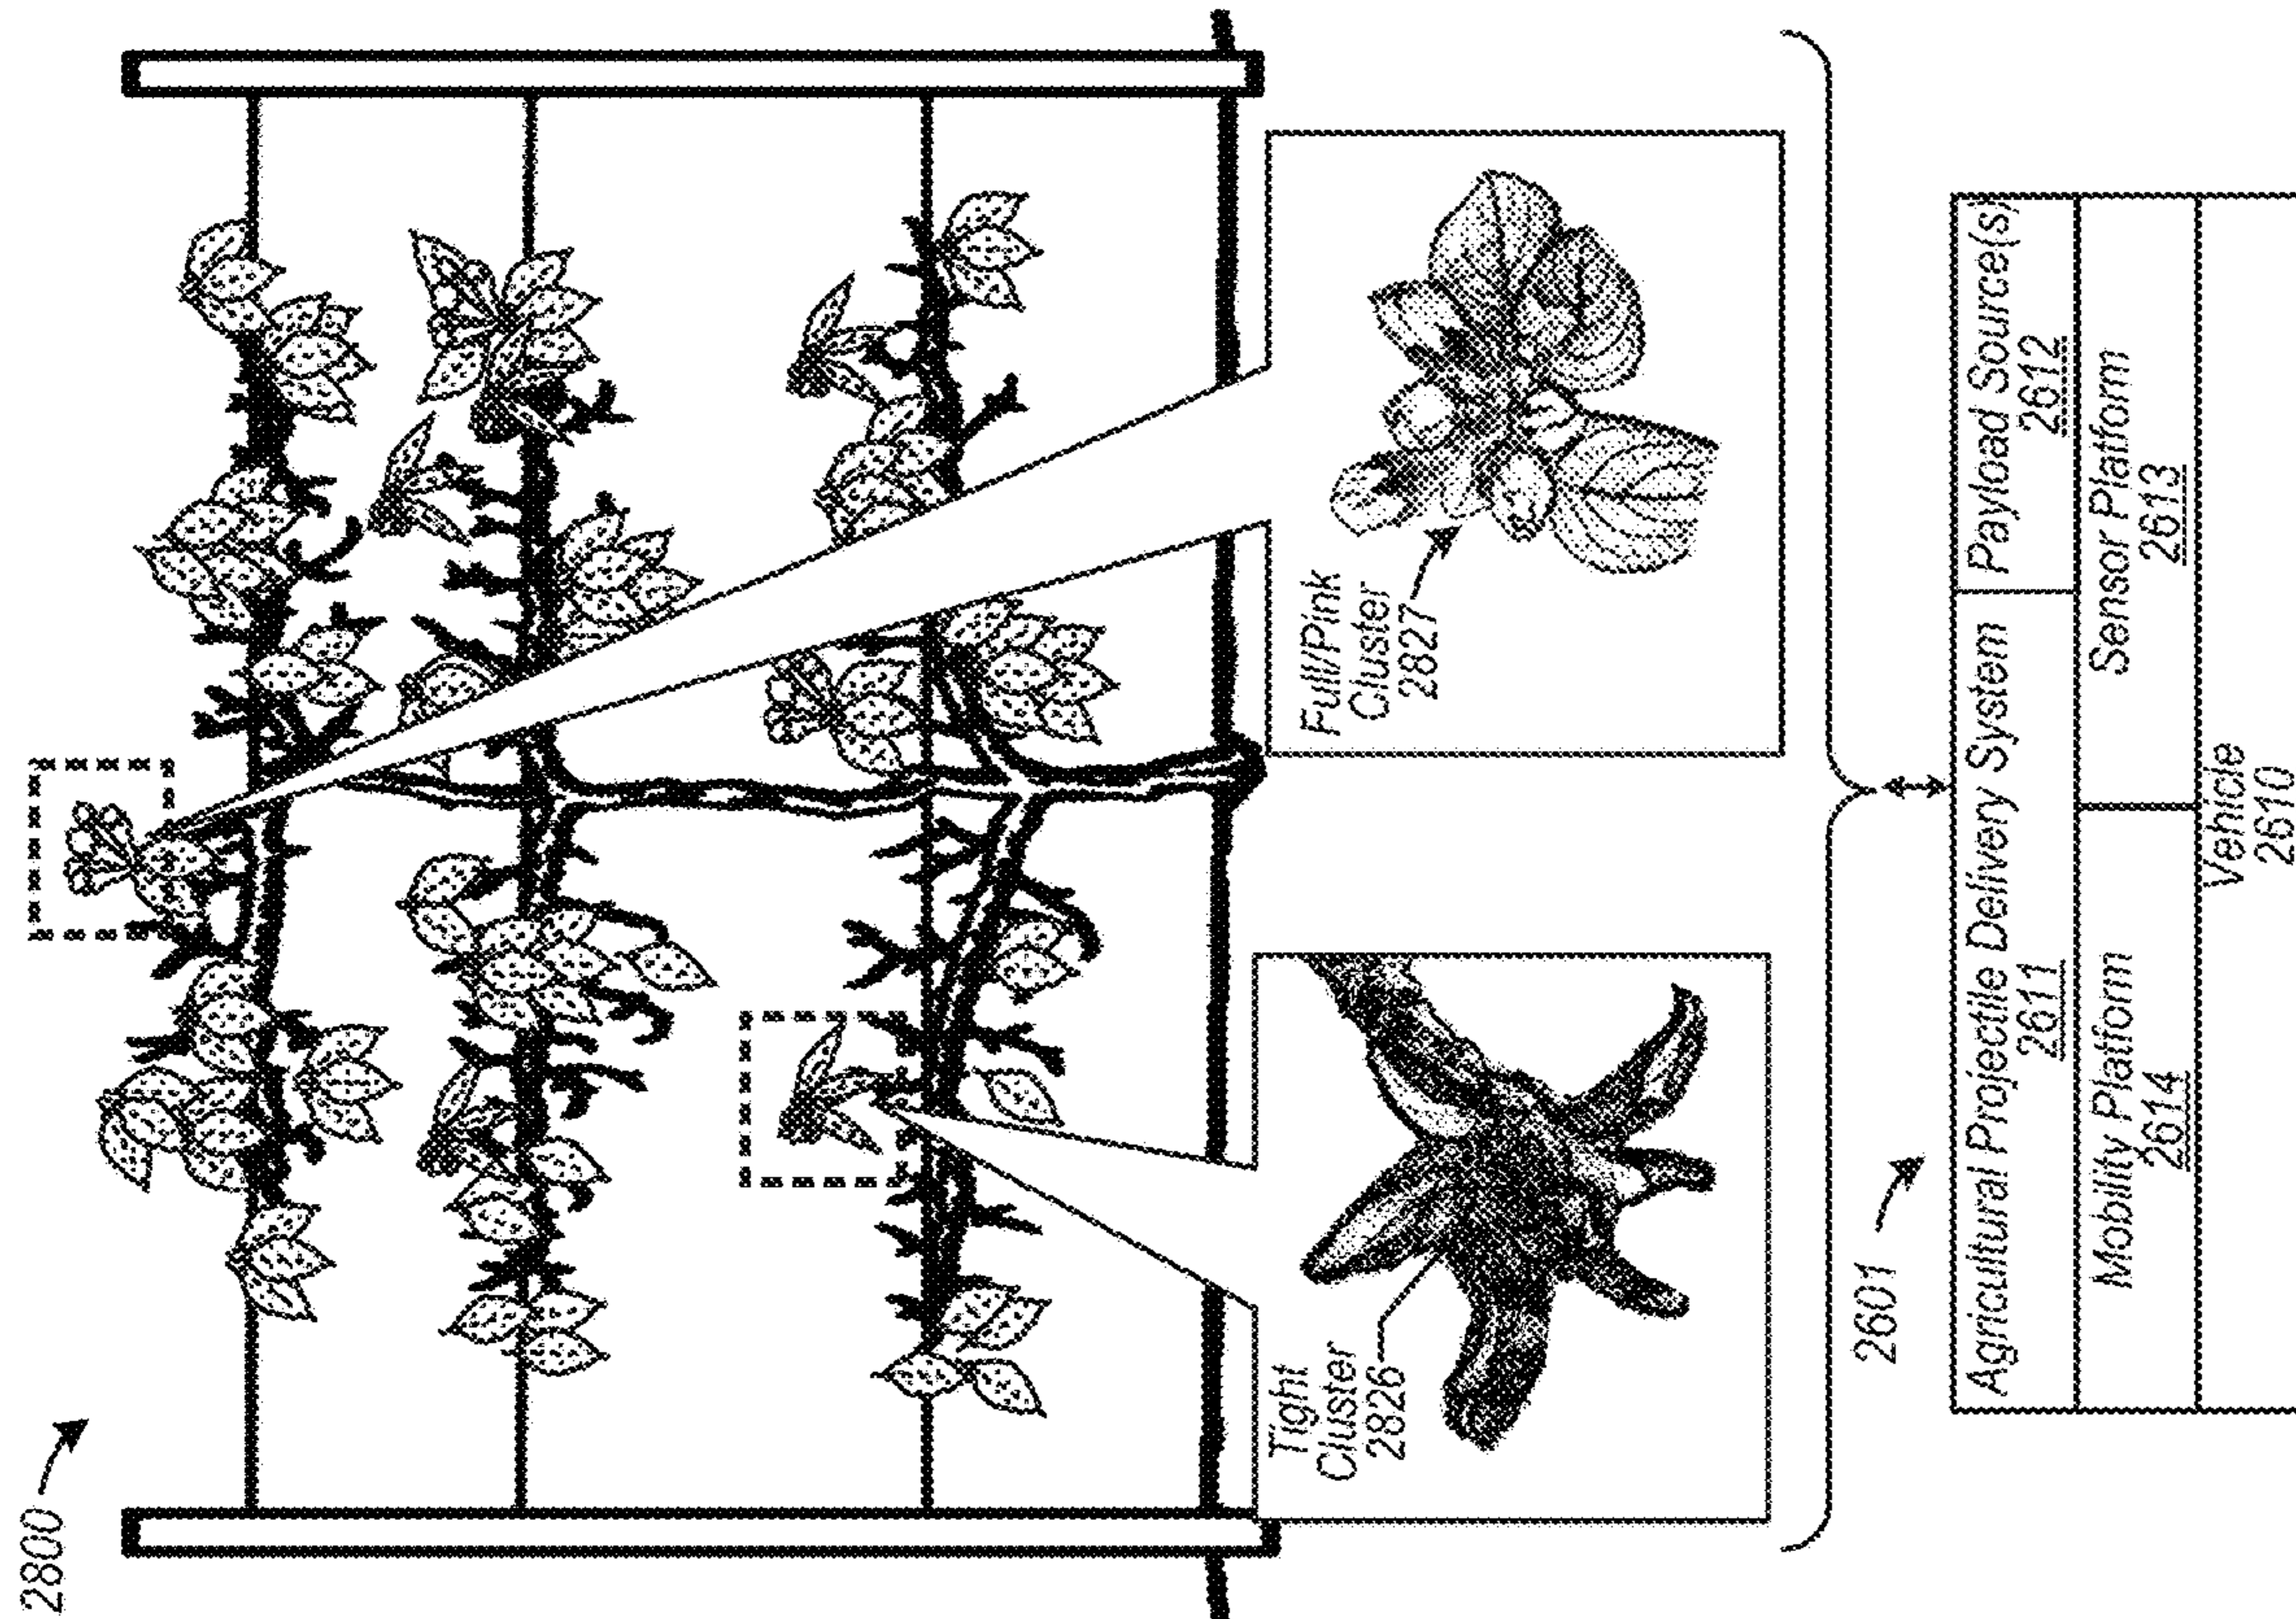 2800
Tight
Cluster
2826
Full/Pink
Cluster
2827
2601
Agricultural Projectile Delivery System
2611
Payload Source(s)
2612
Mobility Platform
2614
Sensor Platform
2613
Vehicle
2610